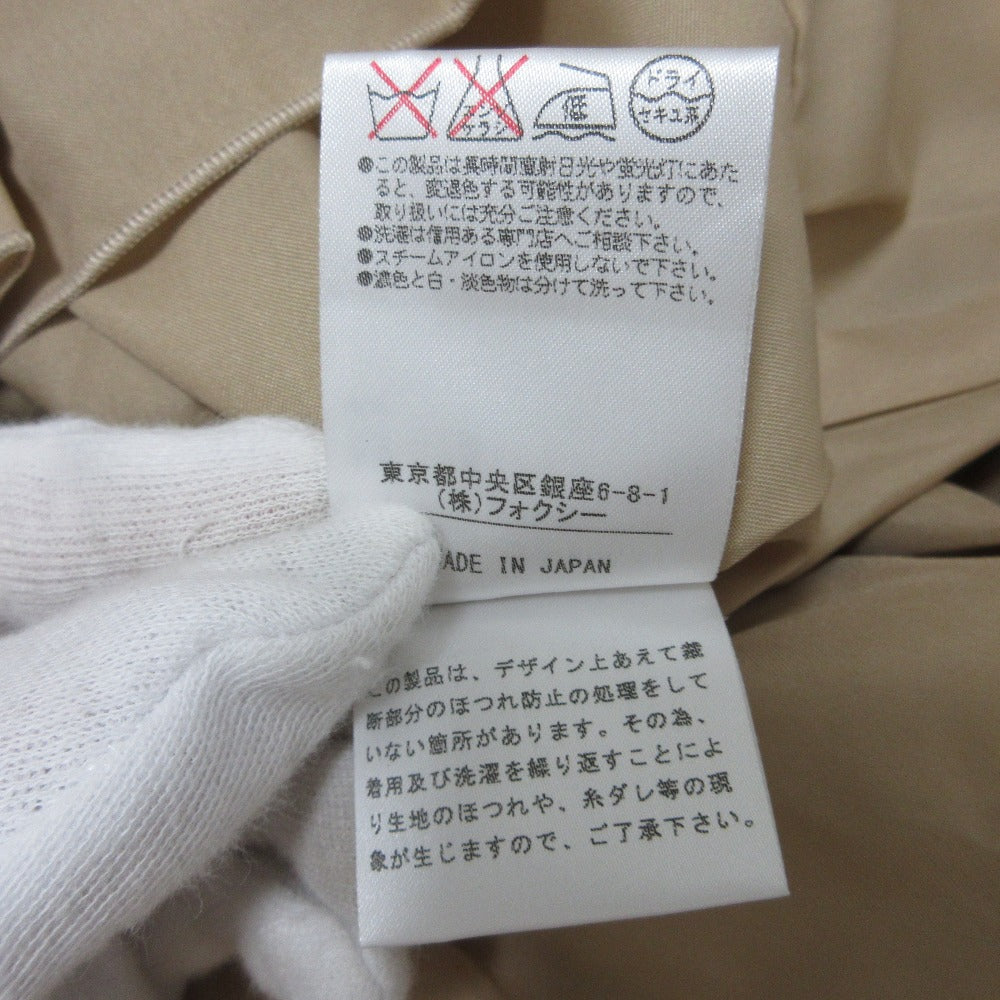 エンソ
サラシ
低
ドライ
セキユ系
●この製品は長時間直射日光や蛍光灯にあた
ると、変退色する可能性がありますので、
取り扱いには充分ご注意ください。
●洗濯は信用ある専門店へご相談下さい。
●スチームアイロンを使用しないで下さい。
●濃色と白・淡色物は分けて洗って下さい。
東京都中央区銀座6-8-1
(株)フォクシー
ADE IN JAPAN
この製品は、デザイン上あえて裁
断部分のほつれ防止の処理をして
いない箇所があります。その為、
着用及び洗濯を繰り返すことによ
り生地のほつれや、糸ダレ等の現
象が生じますので、ご了承下さい。